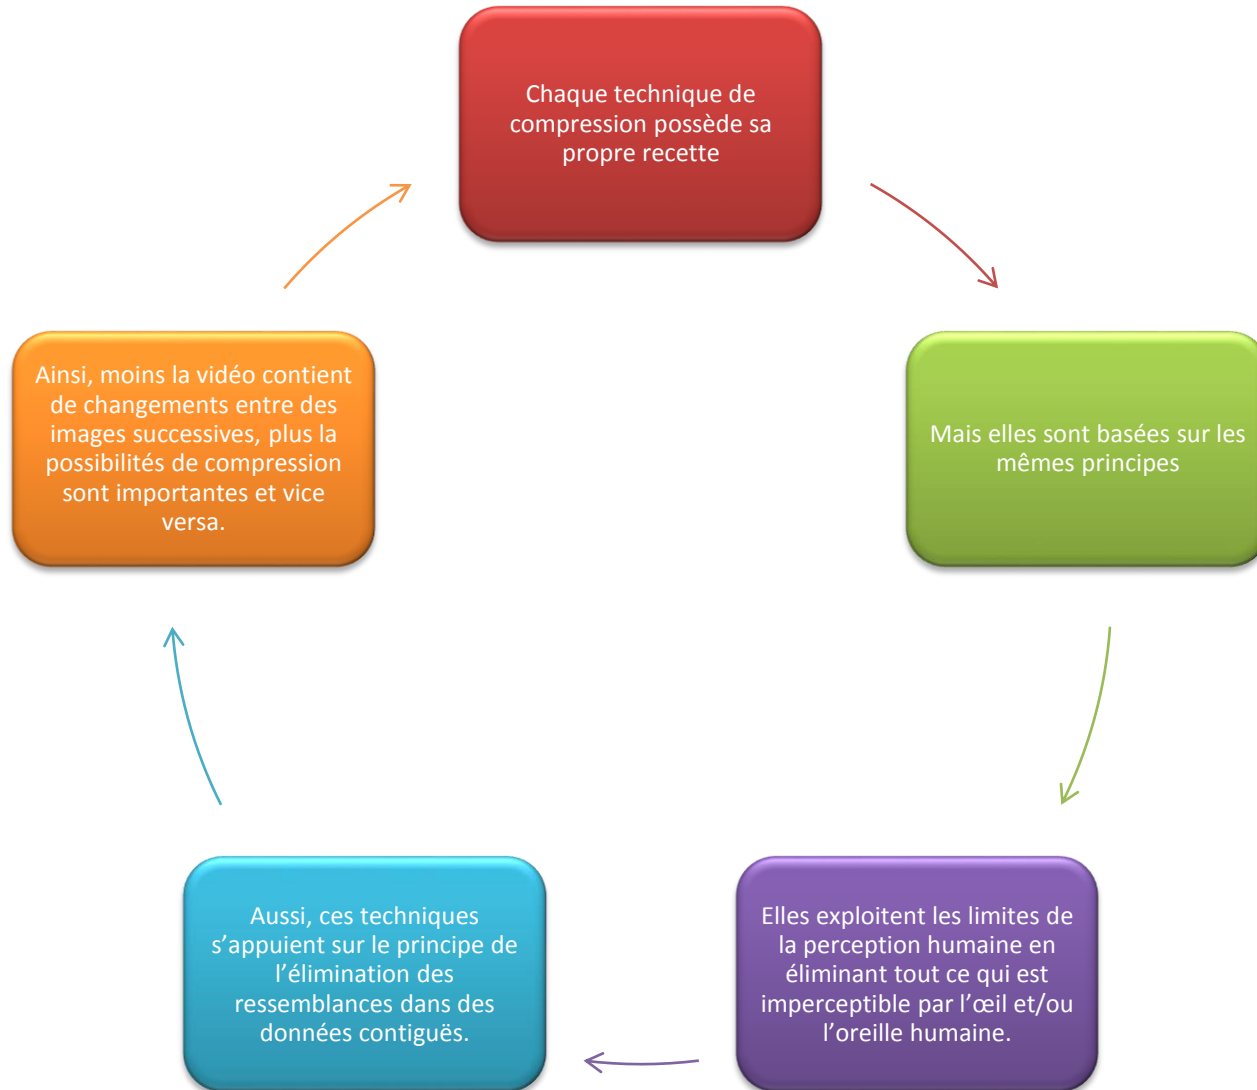 Chaque technique de
compression possède sa
propre recette
Mais elles sont basées sur les
mêmes principes
Elles exploitent les limites de
la perception humaine en
éliminant tout ce qui est
imperceptible par l'œil et/ou
l'oreille humaine.
Aussi, ces techniques
s'appuient sur le principe de
l'élimination des
ressemblances dans des
données contiguës.
Ainsi, moins la vidéo contient
de changements entre des
images successives, plus la
possibilités de compression
sont importantes et vice
versa.